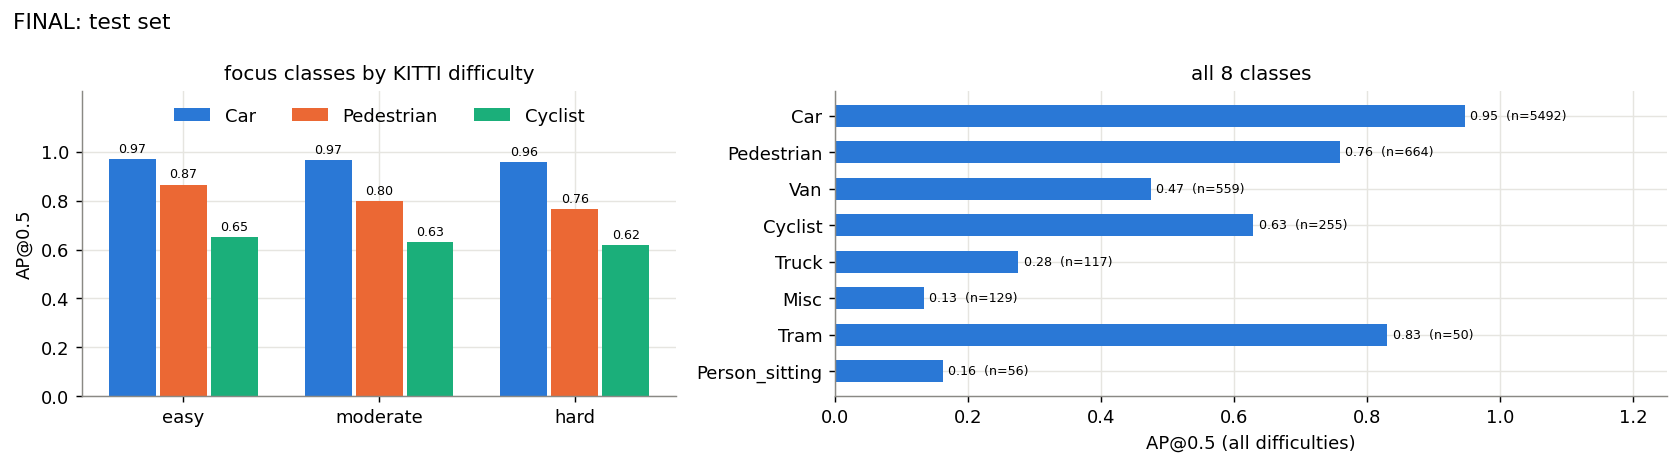 FINAL: test set
focus classes by KITTI difficulty
Car Pedestrian Cyclist
AP@0.5
1.0
0.8
0.6
0.4
0.2
0.0
0.97 0.87 0.65
0.97 0.80 0.63
0.96 0.76 0.62
easy moderate hard
all 8 classes
Car 0.95 (n=5492)
Pedestrian 0.76 (n=664)
Van 0.47 (n=559)
Cyclist 0.63 (n=255)
Truck 0.28 (n=117)
Misc 0.13 (n=129)
Tram 0.83 (n=50)
Person_sitting 0.16 (n=56)
0.0 0.2 0.4 0.6 0.8 1.0 1.2
AP@0.5 (all difficulties)